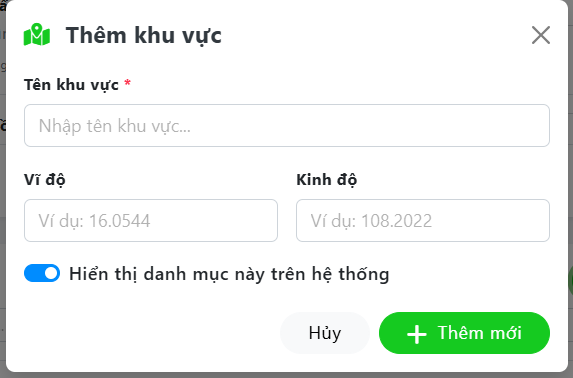 Thêm khu vực
Tên khu vực *
Nhập tên khu vực...
Vĩ độ
Kinh độ
Ví dụ: 16.0544
Ví dụ: 108.2022
Hiển thị danh mục này trên hệ thống
Hủy
Thêm mới